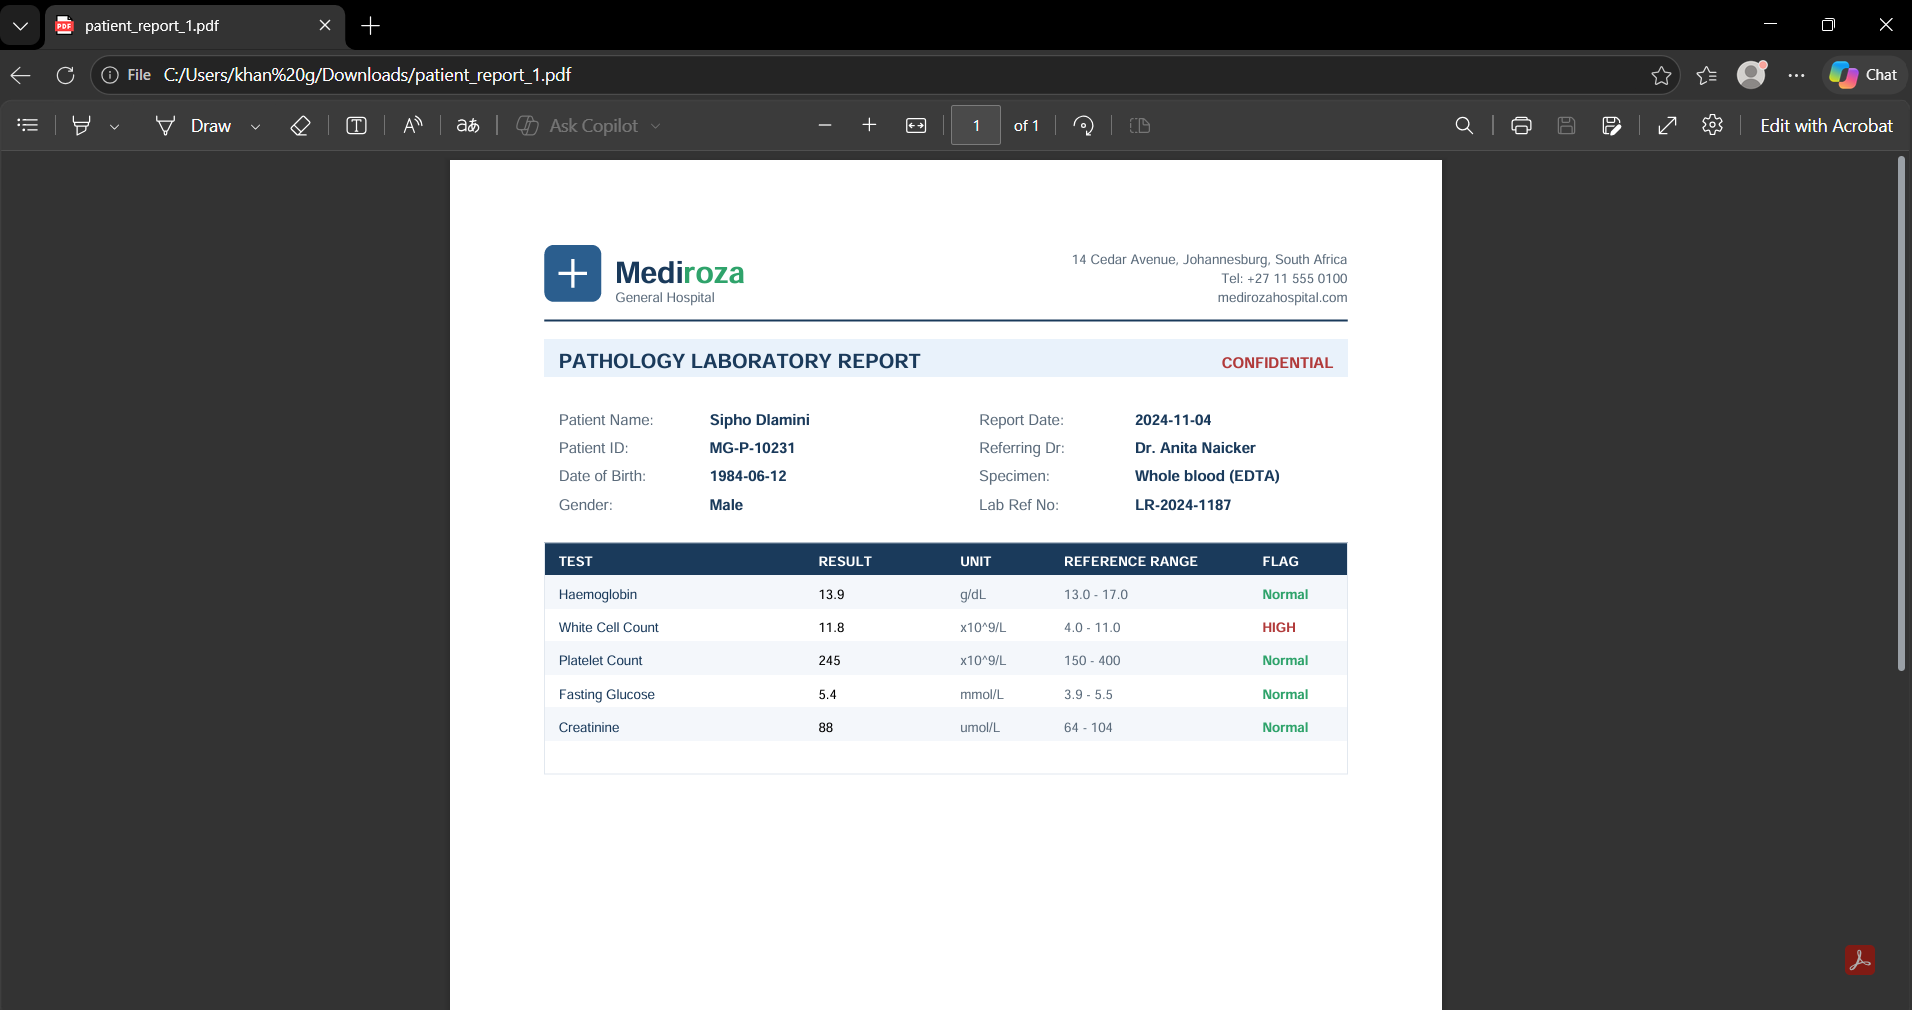 patient_report_1.pdf
File C:/Users/khan%20g/Downloads/patient_report_1.pdf
Chat
Draw
aあ
Ask Copilot
1 of 1
Edit with Acrobat
Mediroza
General Hospital
14 Cedar Avenue, Johannesburg, South Africa
Tel: +27 11 555 0100
medirozahospital.com
PATHOLOGY LABORATORY REPORT CONFIDENTIAL
Patient Name: Sipho Dlamini Report Date: 2024-11-04
Patient ID: MG-P-10231 Referring Dr: Dr. Anita Naicker
Date of Birth: 1984-06-12 Specimen: Whole blood (EDTA)
Gender: Male Lab Ref No: LR-2024-1187
TEST RESULT UNIT REFERENCE RANGE FLAG
Haemoglobin 13.9 g/dL 13.0 - 17.0 Normal
White Cell Count 11.8 x10^9/L 4.0 - 11.0 HIGH
Platelet Count 245 x10^9/L 150 - 400 Normal
Fasting Glucose 5.4 mmol/L 3.9 - 5.5 Normal
Creatinine 88 umol/L 64 - 104 Normal